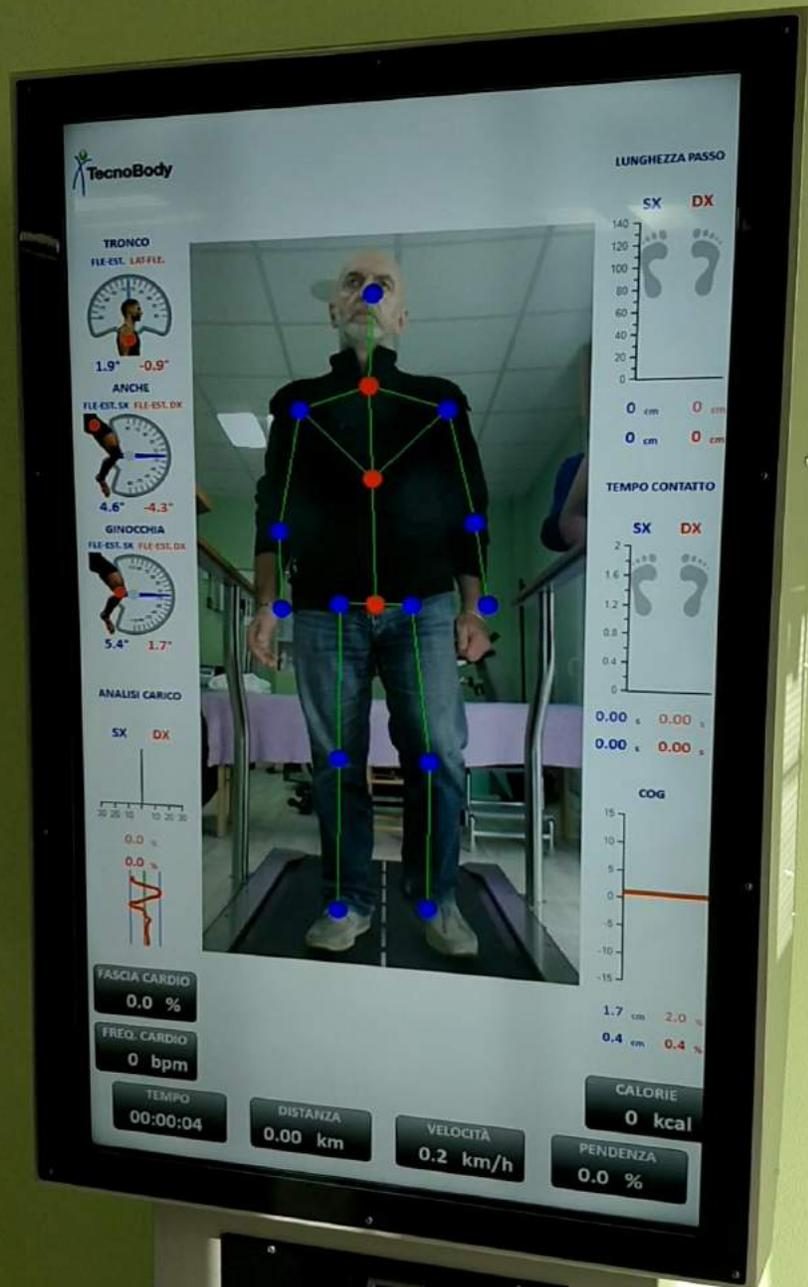 TecnoBody
TRONCO
FLE-EST. LAT-FLE.
1.9° -0.9°
ANCHE
FLE-EST. SX FLE-EST. DX
4.6° -4.3°
GINOCCHIA
FLE-EST. SX FLE-EST. DX
5.4° 1.7°
ANALISI CARICO
SX DX
30 20 10 10 20 30
0.0 %
0.0 %
FASCIA CARDIO
0.0 %
FREQ. CARDIO
0 bpm
TEMPO
00:00:04
DISTANZA
0.00 km
VELOCITÀ
0.2 km/h
LUNGHEZZA PASSO
SX DX
140
120
100
80
60
40
20
0
0 cm 0 cm
0 cm 0 cm
TEMPO CONTATTO
SX DX
2
1.6
1.2
0.8
0.4
0
0.00 s 0.00 s
0.00 s 0.00 s
COG
15
10
5
0
-5
-10
-15
1.7 cm 2.0 %
0.4 cm 0.4 %
CALORIE
0 kcal
PENDENZA
0.0 %